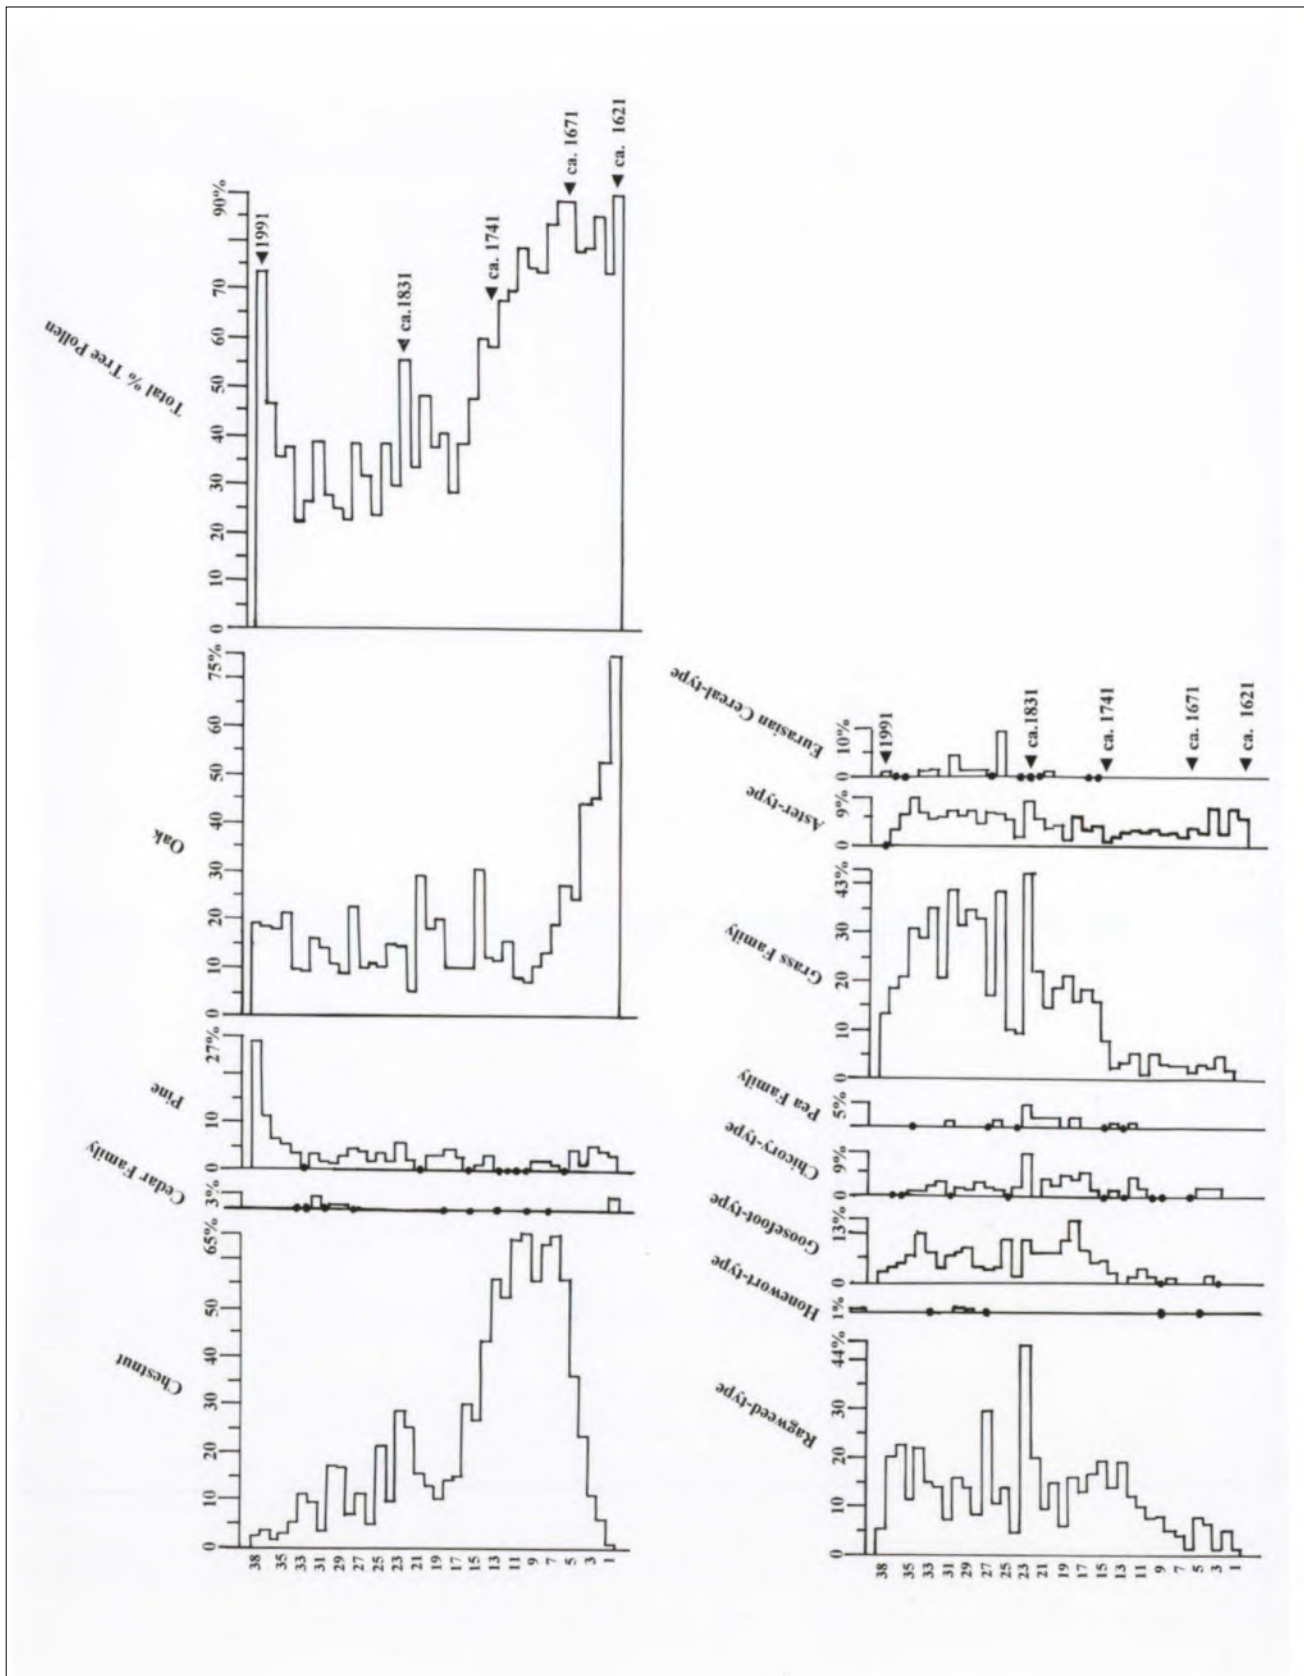 Chestnut
Cedar Family
Pine
Oak
Total % Tree Pollen
0 10 20 30 40 50 65%
3%
0 10 27%
0 10 20 30 40 50 60 75%
0 10 20 30 40 50 60 70 90%
1991
ca.1831
ca. 1741
ca. 1671
ca. 1621
38
35
33
31
29
27
25
23
21
19
17
15
13
11
9
7
5
3
1
Ragweed-type
Honewort-type
Goosefoot-type
Chicory-type
Pea Family
Grass Family
Aster-type
Eurasian Cereal-type
0 10 20 30 44%
1%
0 13%
0 9%
5%
0 10 20 30 43%
0 9%
0 10%
1991
ca.1831
ca. 1741
ca. 1671
ca. 1621
38
35
33
31
29
27
25
23
21
19
17
15
13
11
9
7
5
3
1